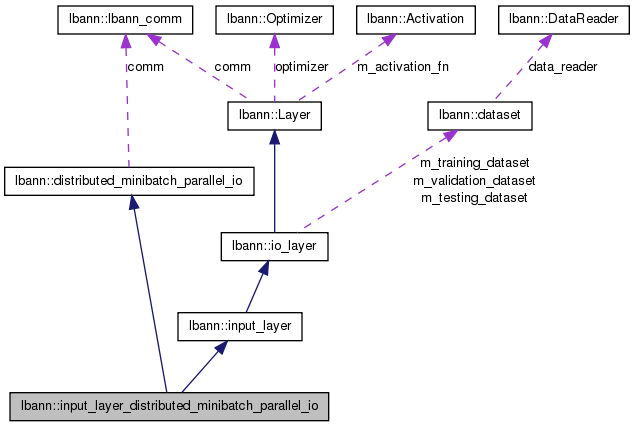 lbann::lbann_comm
lbann::Optimizer
lbann::Activation
lbann::DataReader
comm
comm
optimizer
m_activation_fn
data_reader
lbann::Layer
lbann::dataset
m_training_dataset
m_validation_dataset
m_testing_dataset
lbann::distributed_minibatch_parallel_io
lbann::io_layer
lbann::input_layer
lbann::input_layer_distributed_minibatch_parallel_io